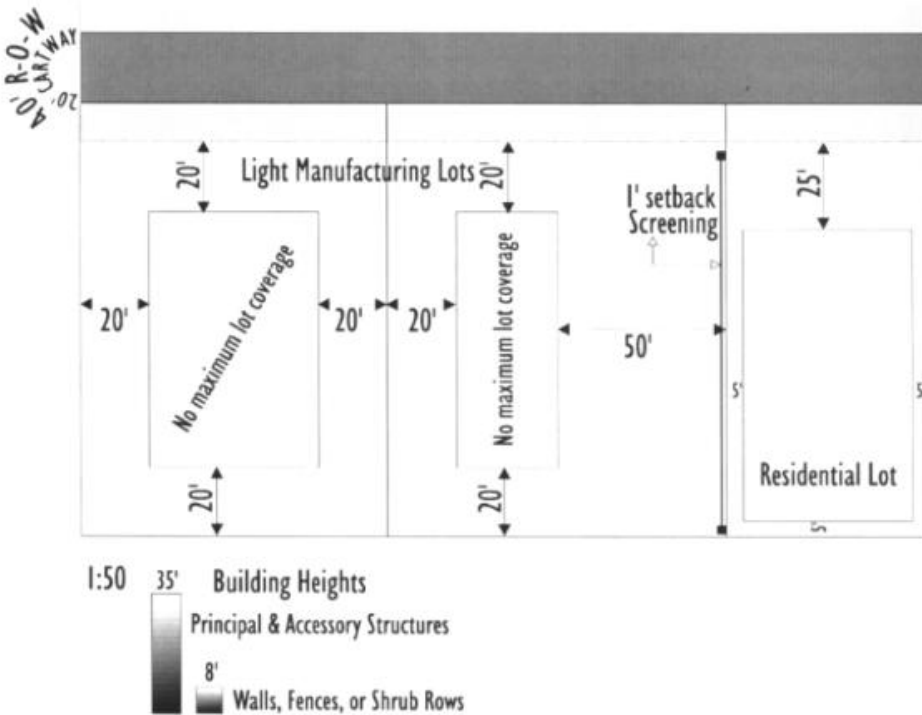 40' R-O-W
20' CARTWAY
20'
Light Manufacturing Lots
20'
25'
1' setback
Screening
No maximum lot coverage
No maximum lot coverage
20'
20'
20'
50'
5'
5'
Residential Lot
20'
20'
5'
1:50
35'
Building Heights
Principal & Accessory Structures
8'
Walls, Fences, or Shrub Rows